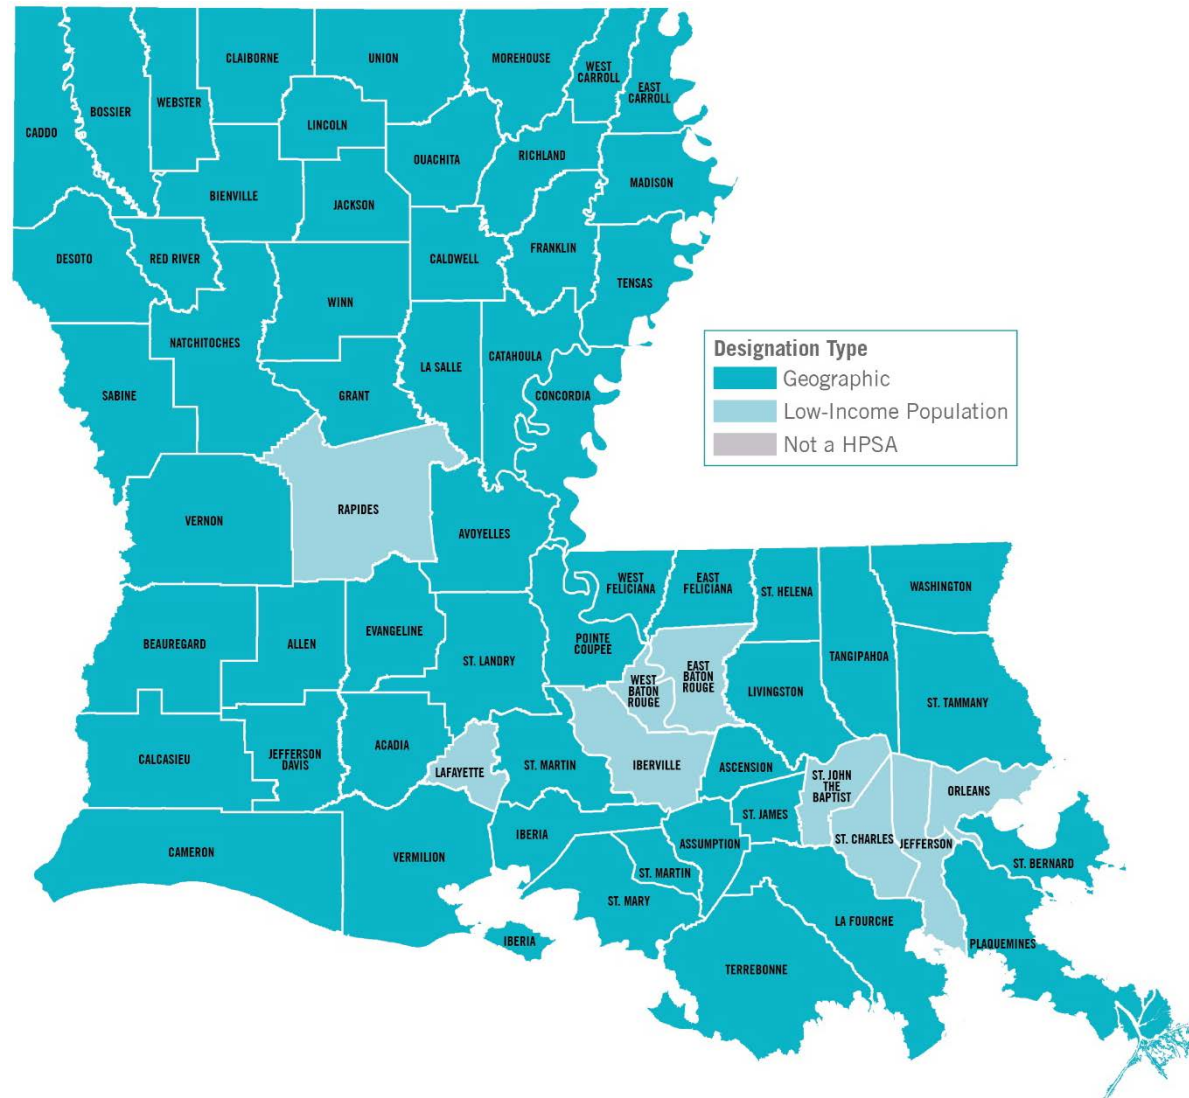 CLAIBORNE
UNION
MOREHOUSE
WEST
CARROLL
EAST
CARROLL
CADDO
BOSSIER
WEBSTER
LINCOLN
OUACHITA
RICHLAND
MADISON
BIENVILLE
JACKSON
DESOTO
RED RIVER
CALDWELL
FRANKLIN
TENSAS
WINN
NATCHITOCHES
LA SALLE
CATAHOULA
SABINE
GRANT
CONCORDIA
Designation Type
Geographic
Low-Income Population
Not a HPSA
VERNON
RAPIDES
AVOYELLES
WEST
FELICIANA
EAST
FELICIANA
ST. HELENA
WASHINGTON
BEAUREGARD
ALLEN
EVANGELINE
ST. LANDRY
POINTE
COUPEE
WEST
BATON
ROUGE
EAST
BATON
ROUGE
LIVINGSTON
TANGIPAHOA
ST. TAMMANY
CALCASIEU
JEFFERSON
DAVIS
ACADIA
LAFAYETTE
ST. MARTIN
IBERVILLE
ASCENSION
ST. JOHN
THE
BAPTIST
ORLEANS
ST. JAMES
ST. CHARLES
JEFFERSON
CAMERON
VERMILION
IBERIA
ASSUMPTION
ST. BERNARD
ST. MARTIN
ST. MARY
LA FOURCHE
IBERIA
TERREBONNE
PLAQUEMINES